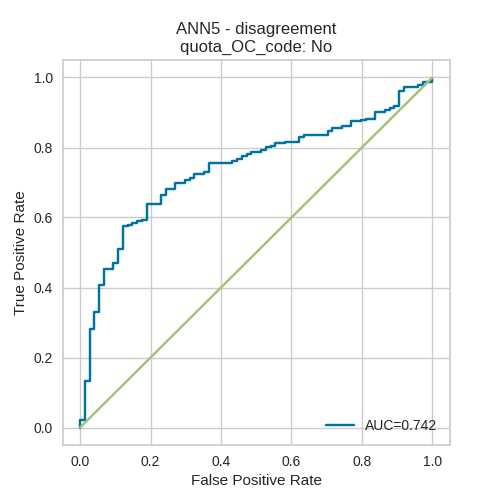 ANN5 - disagreement
quota_OC_code: No
1.0
0.8
0.6
0.4
0.2
0.0
True Positive Rate
AUC=0.742
0.0 0.2 0.4 0.6 0.8 1.0
False Positive Rate